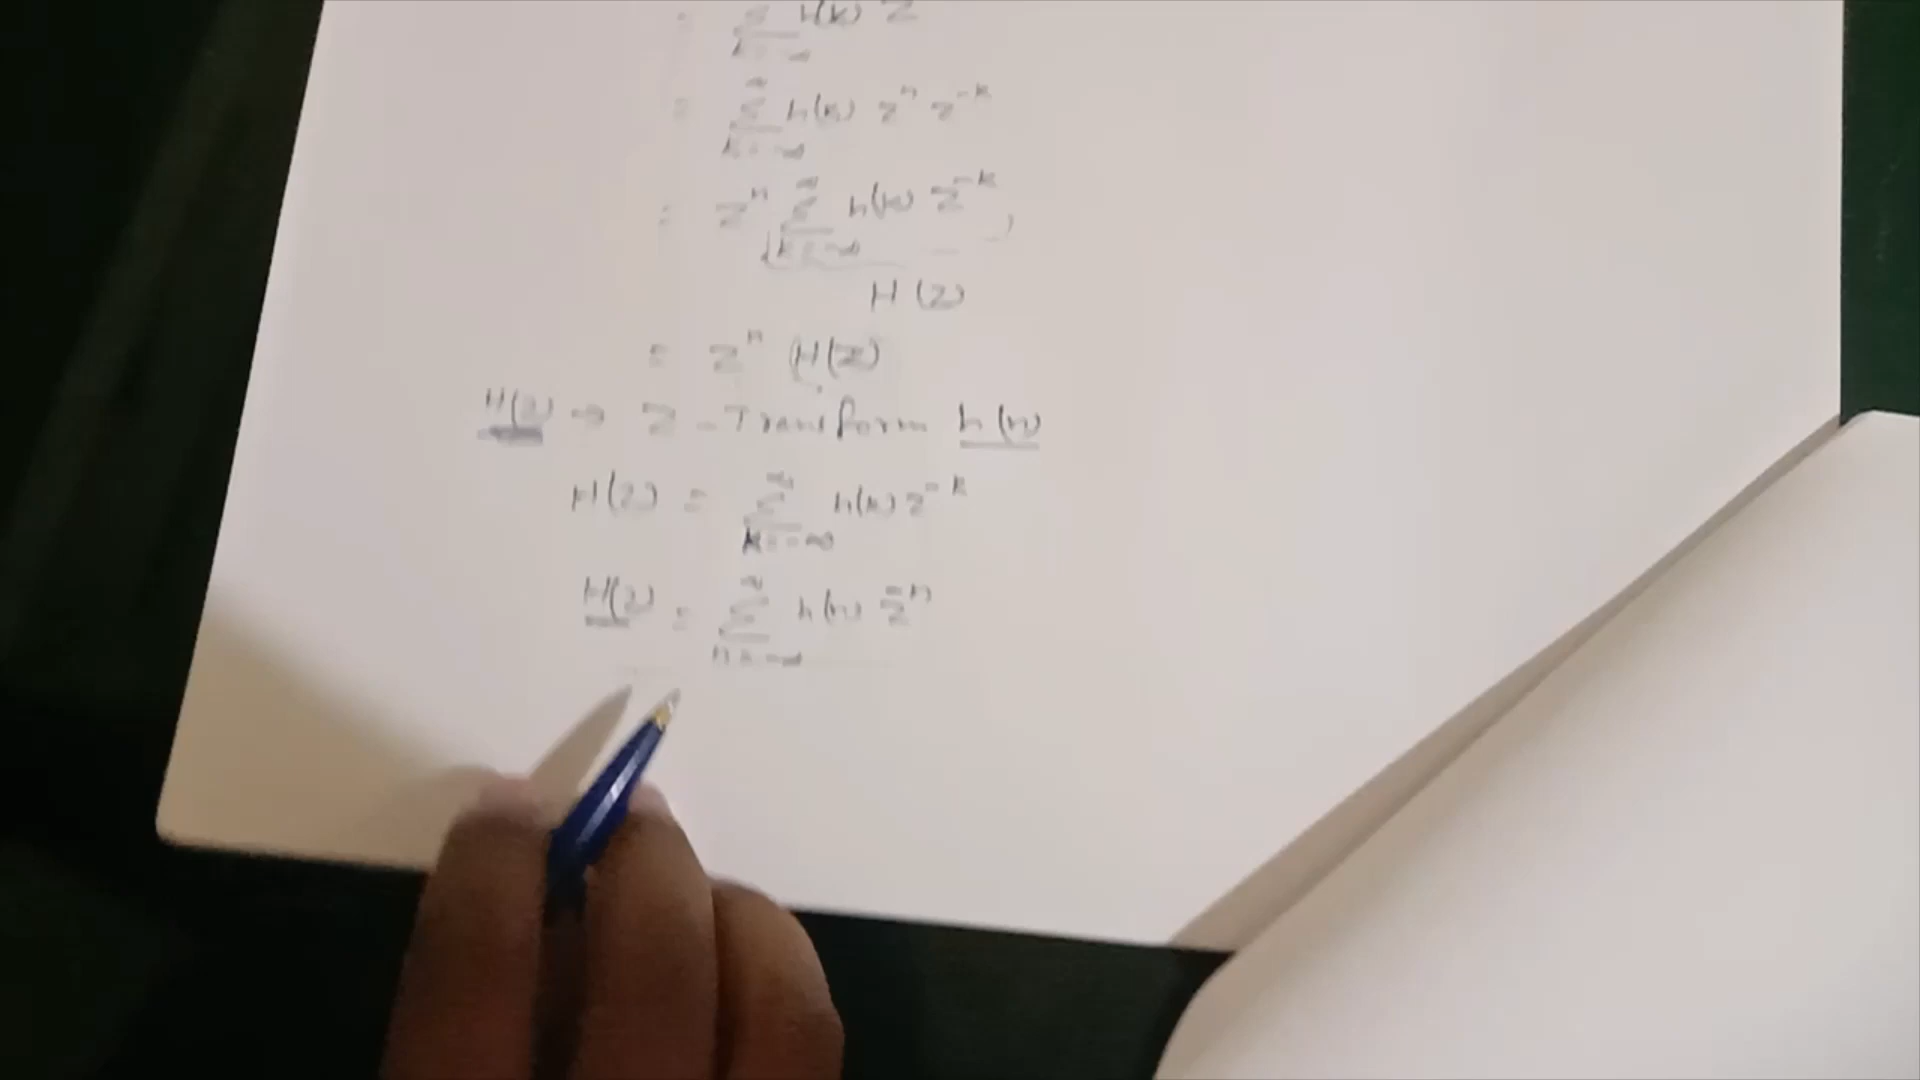 = Σ k=-∞ h(k) z
= ∞ Σ k=-∞ h(k) z^n z^-k
= z^n ∞ Σ k=-∞ h(k) z^-k
H(z)
= z^n (H(z)
H(z) → Z-Transform h(n)
H(z) = ∞ Σ k=-∞ h(k) z^-k
H(z) = ∞ Σ n=-∞ h(n) z^-n